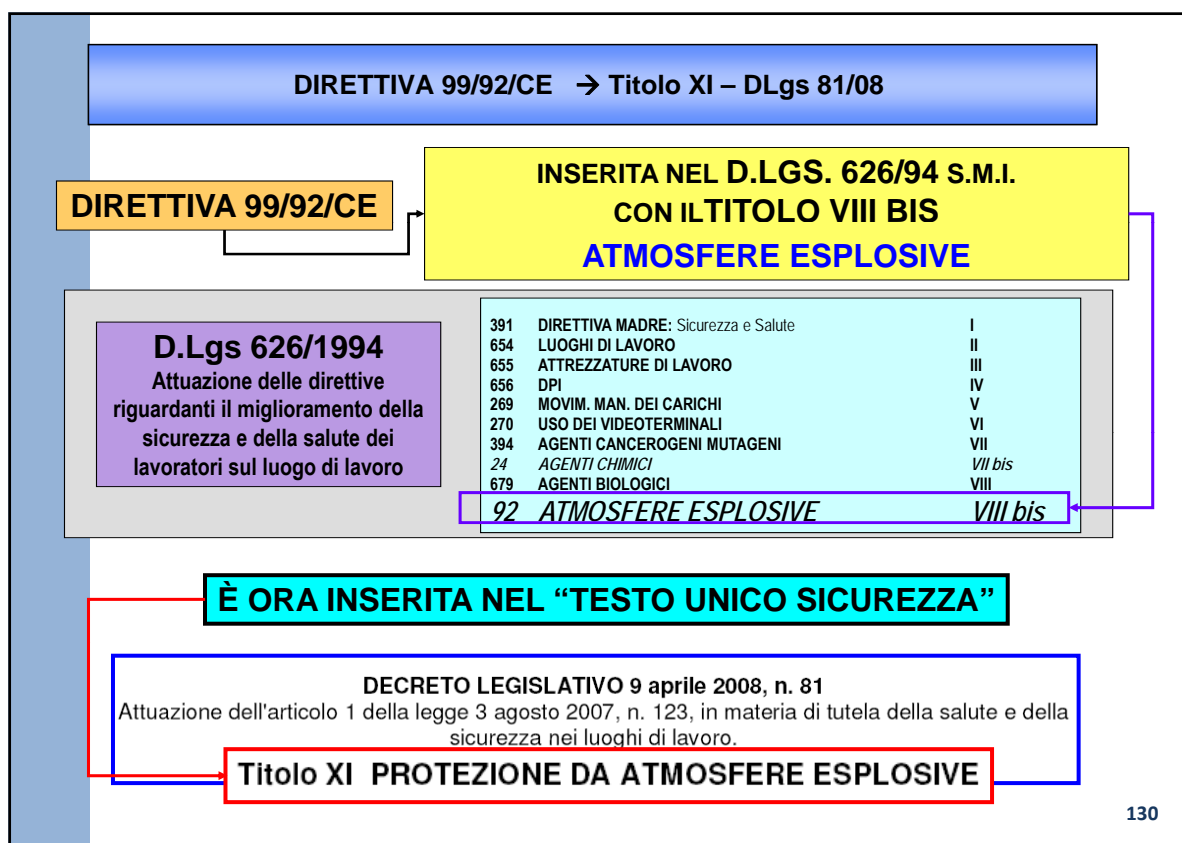 DIRETTIVA 99/92/CE → Titolo XI – DLgs 81/08
DIRETTIVA 99/92/CE
INSERITA NEL D.LGS. 626/94 S.M.I.
CON ILTITOLO VIII BIS
ATMOSFERE ESPLOSIVE
D.Lgs 626/1994
Attuazione delle direttive
riguardanti il miglioramento della
sicurezza e della salute dei
lavoratori sul luogo di lavoro
391 DIRETTIVA MADRE: Sicurezza e Salute I
654 LUOGHI DI LAVORO II
655 ATTREZZATURE DI LAVORO III
656 DPI IV
269 MOVIM. MAN. DEI CARICHI V
270 USO DEI VIDEOTERMINALI VI
394 AGENTI CANCEROGENI MUTAGENI VII
24 AGENTI CHIMICI VII bis
679 AGENTI BIOLOGICI VIII
92 ATMOSFERE ESPLOSIVE VIII bis
È ORA INSERITA NEL “TESTO UNICO SICUREZZA”
DECRETO LEGISLATIVO 9 aprile 2008, n. 81
Attuazione dell'articolo 1 della legge 3 agosto 2007, n. 123, in materia di tutela della salute e della
sicurezza nei luoghi di lavoro.
Titolo XI PROTEZIONE DA ATMOSFERE ESPLOSIVE
130